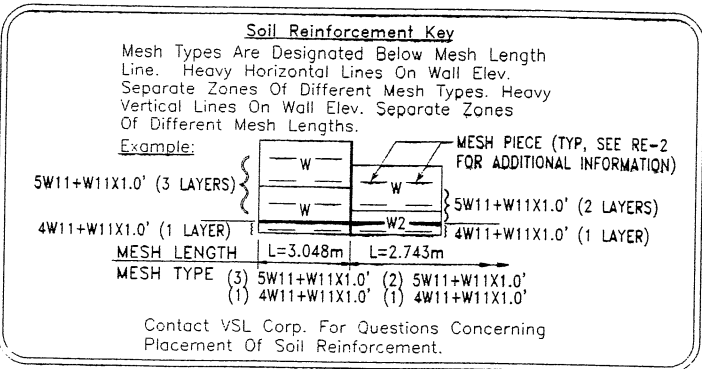 Soil Reinforcement Key
Mesh Types Are Designated Below Mesh Length
Line. Heavy Horizontal Lines On Wall Elev.
Separate Zones Of Different Mesh Types. Heavy
Vertical Lines On Wall Elev. Separate Zones
Of Different Mesh Lengths.
Example:
MESH PIECE (TYP, SEE RE-2
FOR ADDITIONAL INFORMATION)
W
W
5W11+W11X1.0' (3 LAYERS)
5W11+W11X1.0' (2 LAYERS)
W
W2
4W11+W11X1.0' (1 LAYER)
4W11+W11X1.0' (1 LAYER)
MESH LENGTH L=3.048m L=2.743m
MESH TYPE (3) 5W11+W11X1.0' (2) 5W11+W11X1.0'
(1) 4W11+W11X1.0' (1) 4W11+W11X1.0'
Contact VSL Corp. For Questions Concerning
Placement Of Soil Reinforcement.